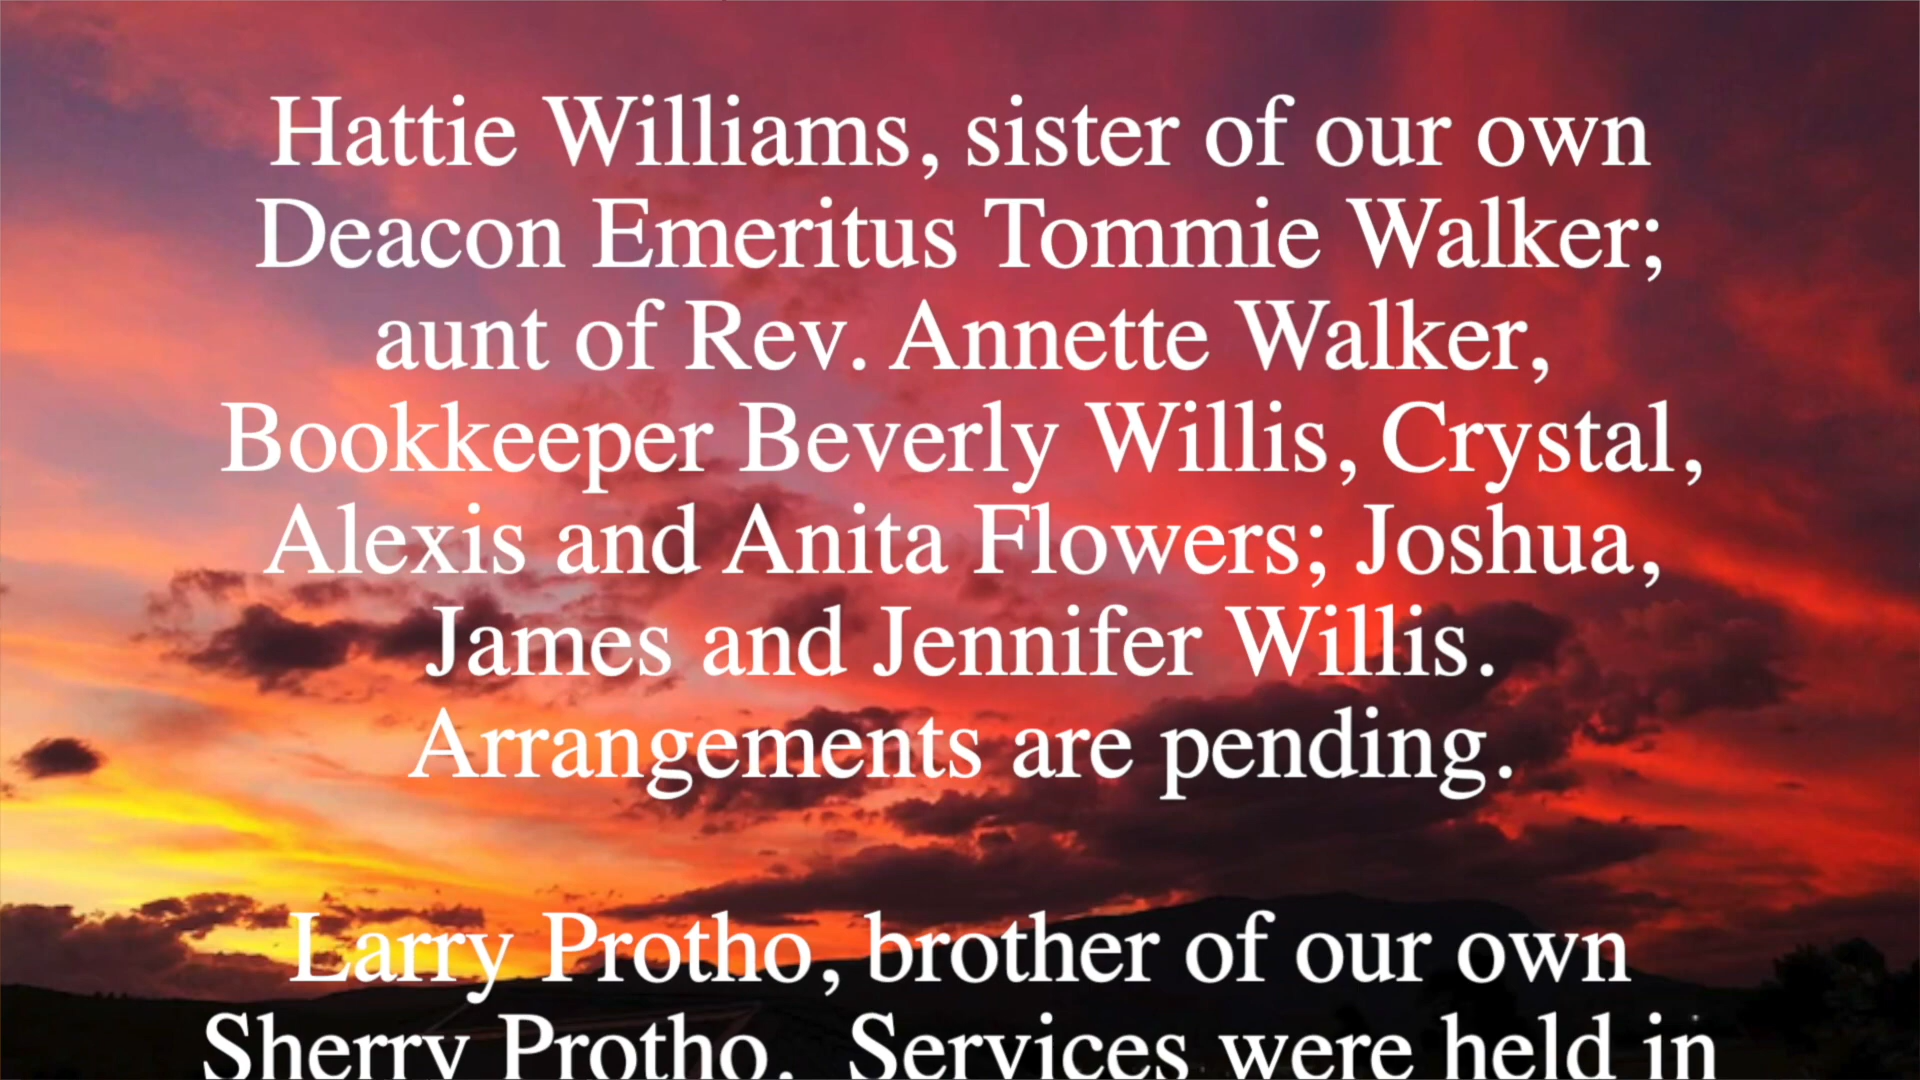 Hattie Williams, sister of our own
Deacon Emeritus Tommie Walker;
aunt of Rev. Annette Walker,
Bookkeeper Beverly Willis, Crystal,
Alexis and Anita Flowers; Joshua,
James and Jennifer Willis.
Arrangements are pending.
Larry Protho, brother of our own
Sherry Protho.  Services were held in